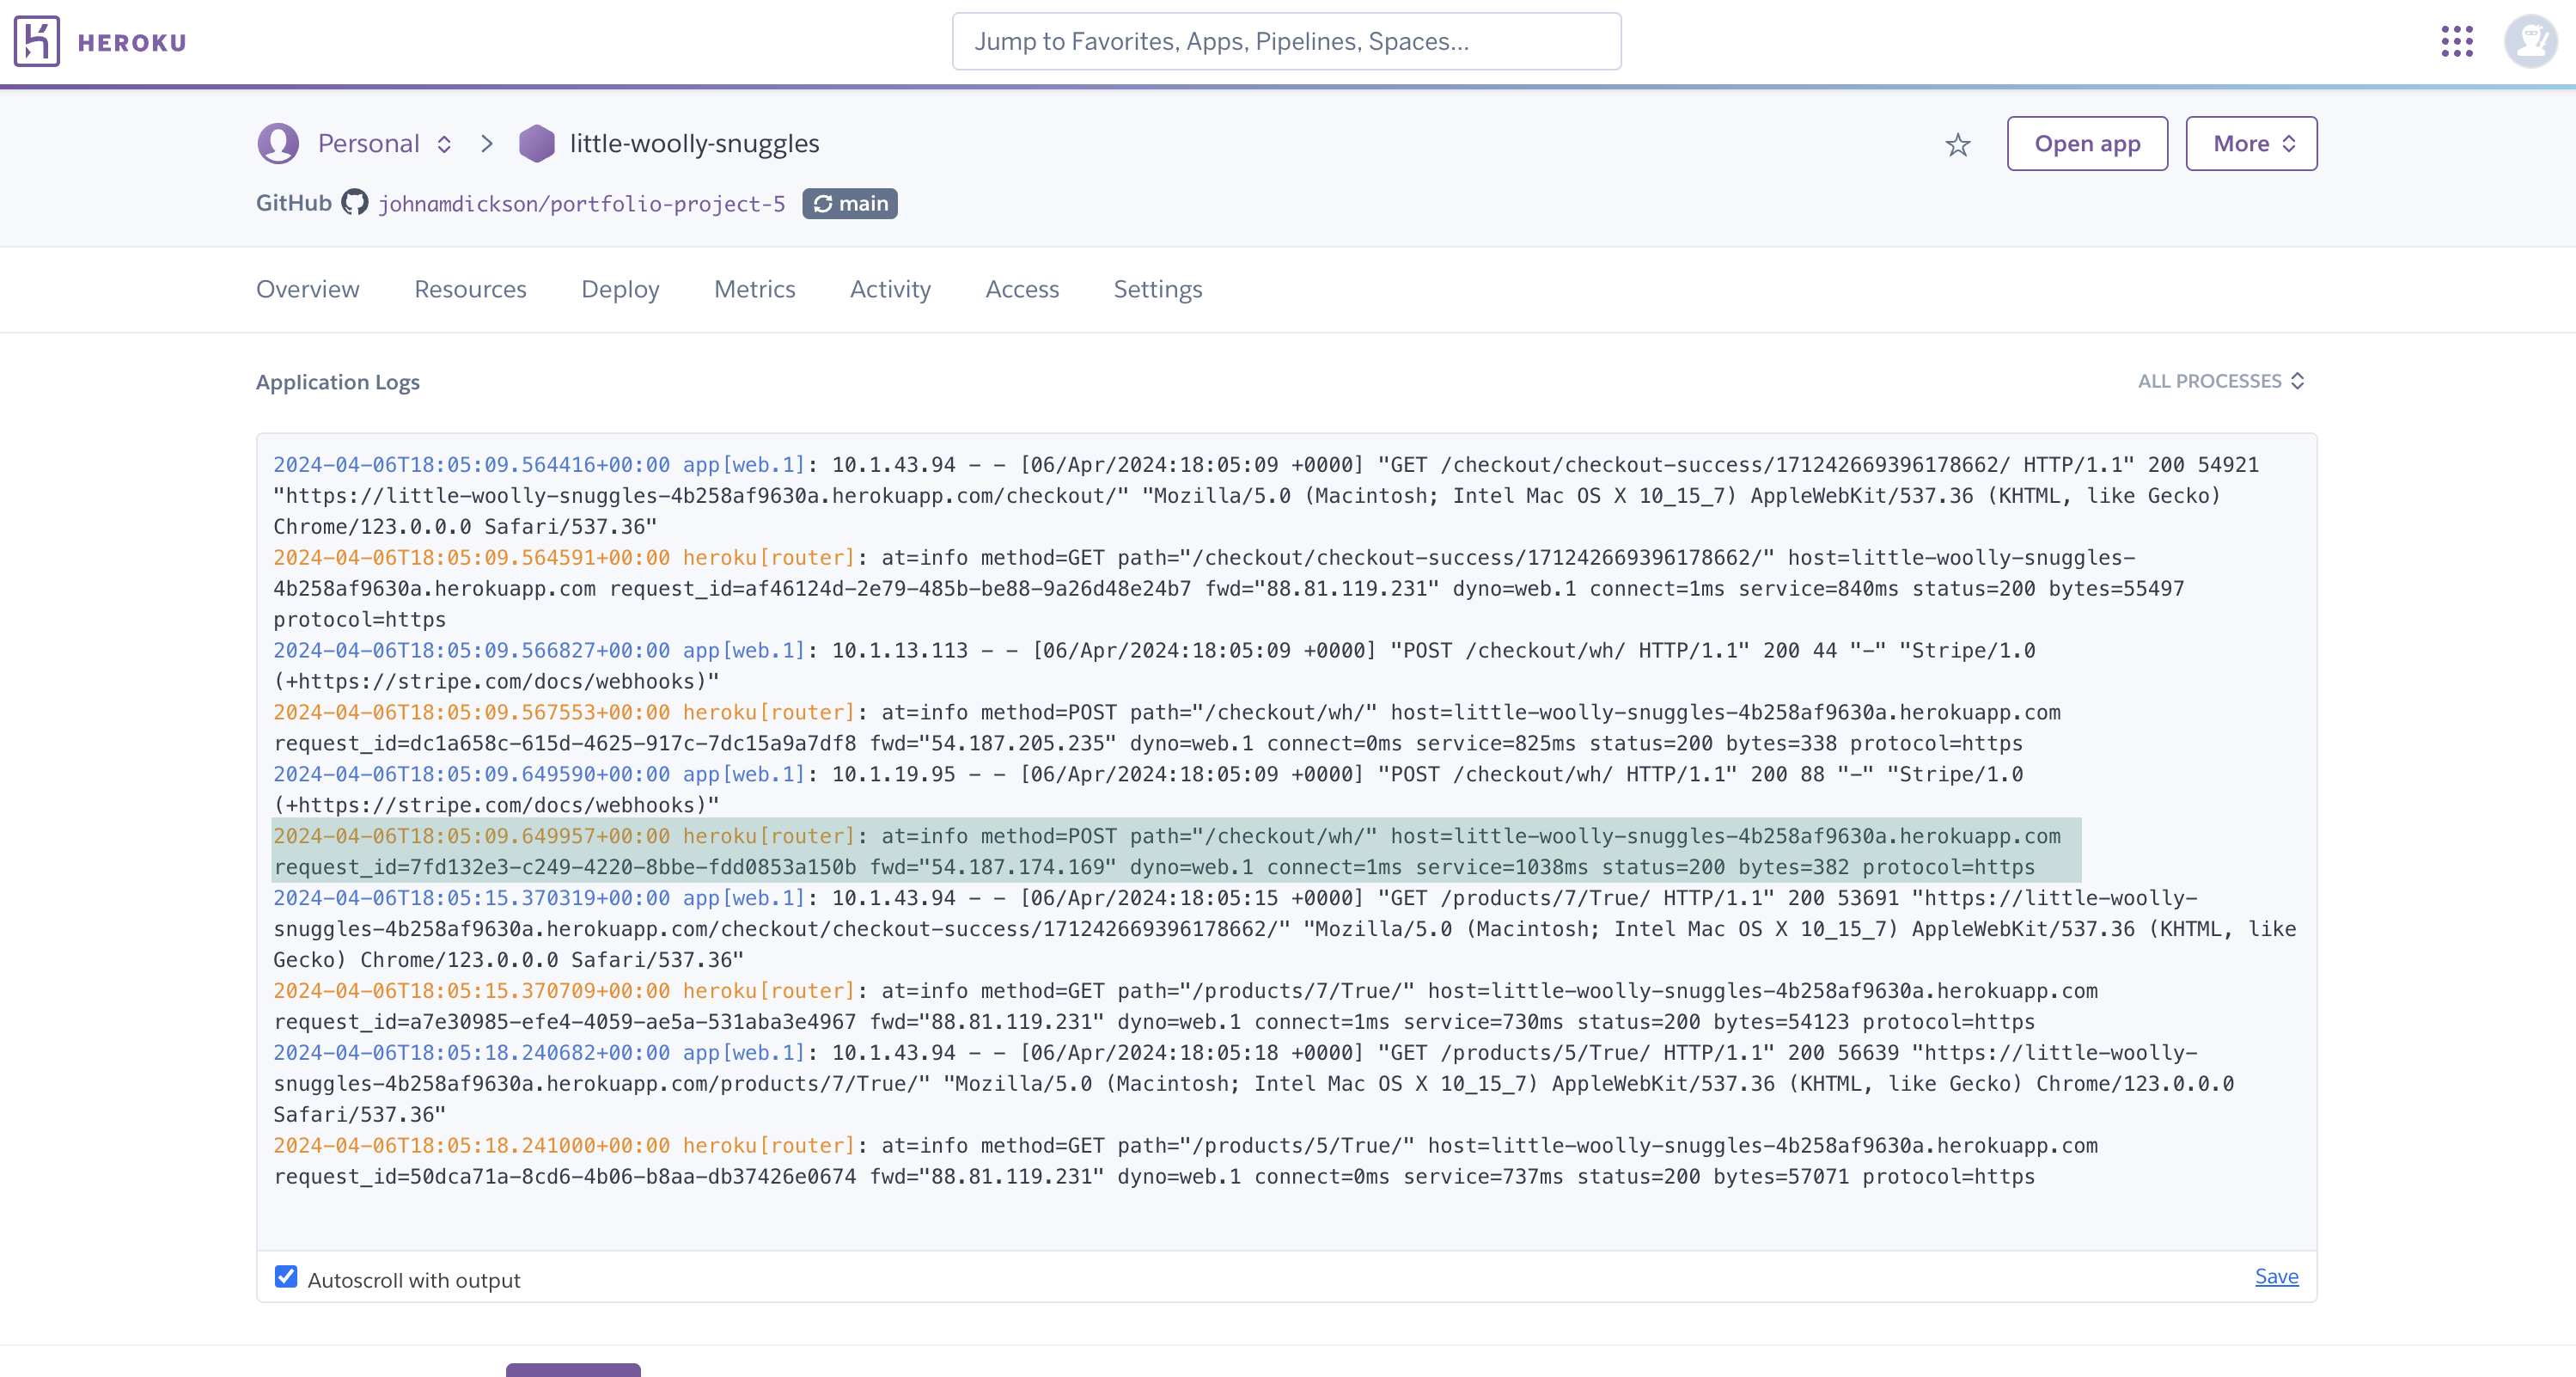 HEROKU
Jump to Favorites, Apps, Pipelines, Spaces...
Personal
little-woolly-snuggles
Open app
More
GitHub johnamdickson/portfolio-project-5 main
Overview Resources Deploy Metrics Activity Access Settings
Application Logs
ALL PROCESSES
2024-04-06T18:05:09.564416+00:00 app[web.1]: 10.1.43.94 - - [06/Apr/2024:18:05:09 +0000] "GET /checkout/checkout-success/171242669396178662/ HTTP/1.1" 200 54921
"https://little-woolly-snuggles-4b258af9630a.herokuapp.com/checkout/" "Mozilla/5.0 (Macintosh; Intel Mac OS X 10_15_7) AppleWebKit/537.36 (KHTML, like Gecko)
Chrome/123.0.0.0 Safari/537.36"
2024-04-06T18:05:09.564591+00:00 heroku[router]: at=info method=GET path="/checkout/checkout-success/171242669396178662/" host=little-woolly-snuggles-
4b258af9630a.herokuapp.com request_id=af46124d-2e79-485b-be88-9a26d48e24b7 fwd="88.81.119.231" dyno=web.1 connect=1ms service=840ms status=200 bytes=55497
protocol=https
2024-04-06T18:05:09.566827+00:00 app[web.1]: 10.1.13.113 - - [06/Apr/2024:18:05:09 +0000] "POST /checkout/wh/ HTTP/1.1" 200 44 "-" "Stripe/1.0
(+https://stripe.com/docs/webhooks)"
2024-04-06T18:05:09.567553+00:00 heroku[router]: at=info method=POST path="/checkout/wh/" host=little-woolly-snuggles-4b258af9630a.herokuapp.com
request_id=dc1a658c-615d-4625-917c-7dc15a9a7df8 fwd="54.187.205.235" dyno=web.1 connect=0ms service=825ms status=200 bytes=338 protocol=https
2024-04-06T18:05:09.649590+00:00 app[web.1]: 10.1.19.95 - - [06/Apr/2024:18:05:09 +0000] "POST /checkout/wh/ HTTP/1.1" 200 88 "-" "Stripe/1.0
(+https://stripe.com/docs/webhooks)"
2024-04-06T18:05:09.649957+00:00 heroku[router]: at=info method=POST path="/checkout/wh/" host=little-woolly-snuggles-4b258af9630a.herokuapp.com
request_id=7fd132e3-c249-4220-8bbe-fdd0853a150b fwd="54.187.174.169" dyno=web.1 connect=1ms service=1038ms status=200 bytes=382 protocol=https
2024-04-06T18:05:15.370319+00:00 app[web.1]: 10.1.43.94 - - [06/Apr/2024:18:05:15 +0000] "GET /products/7/True/ HTTP/1.1" 200 53691 "https://little-woolly-
snuggles-4b258af9630a.herokuapp.com/checkout/checkout-success/171242669396178662/" "Mozilla/5.0 (Macintosh; Intel Mac OS X 10_15_7) AppleWebKit/537.36 (KHTML, like
Gecko) Chrome/123.0.0.0 Safari/537.36"
2024-04-06T18:05:15.370709+00:00 heroku[router]: at=info method=GET path="/products/7/True/" host=little-woolly-snuggles-4b258af9630a.herokuapp.com
request_id=a7e30985-efe4-4059-ae5a-531aba3e4967 fwd="88.81.119.231" dyno=web.1 connect=1ms service=730ms status=200 bytes=54123 protocol=https
2024-04-06T18:05:18.240682+00:00 app[web.1]: 10.1.43.94 - - [06/Apr/2024:18:05:18 +0000] "GET /products/5/True/ HTTP/1.1" 200 56639 "https://little-woolly-
snuggles-4b258af9630a.herokuapp.com/products/7/True/" "Mozilla/5.0 (Macintosh; Intel Mac OS X 10_15_7) AppleWebKit/537.36 (KHTML, like Gecko) Chrome/123.0.0.0
Safari/537.36"
2024-04-06T18:05:18.241000+00:00 heroku[router]: at=info method=GET path="/products/5/True/" host=little-woolly-snuggles-4b258af9630a.herokuapp.com
request_id=50dca71a-8cd6-4b06-b8aa-db37426e0674 fwd="88.81.119.231" dyno=web.1 connect=0ms service=737ms status=200 bytes=57071 protocol=https
Autoscroll with output
Save